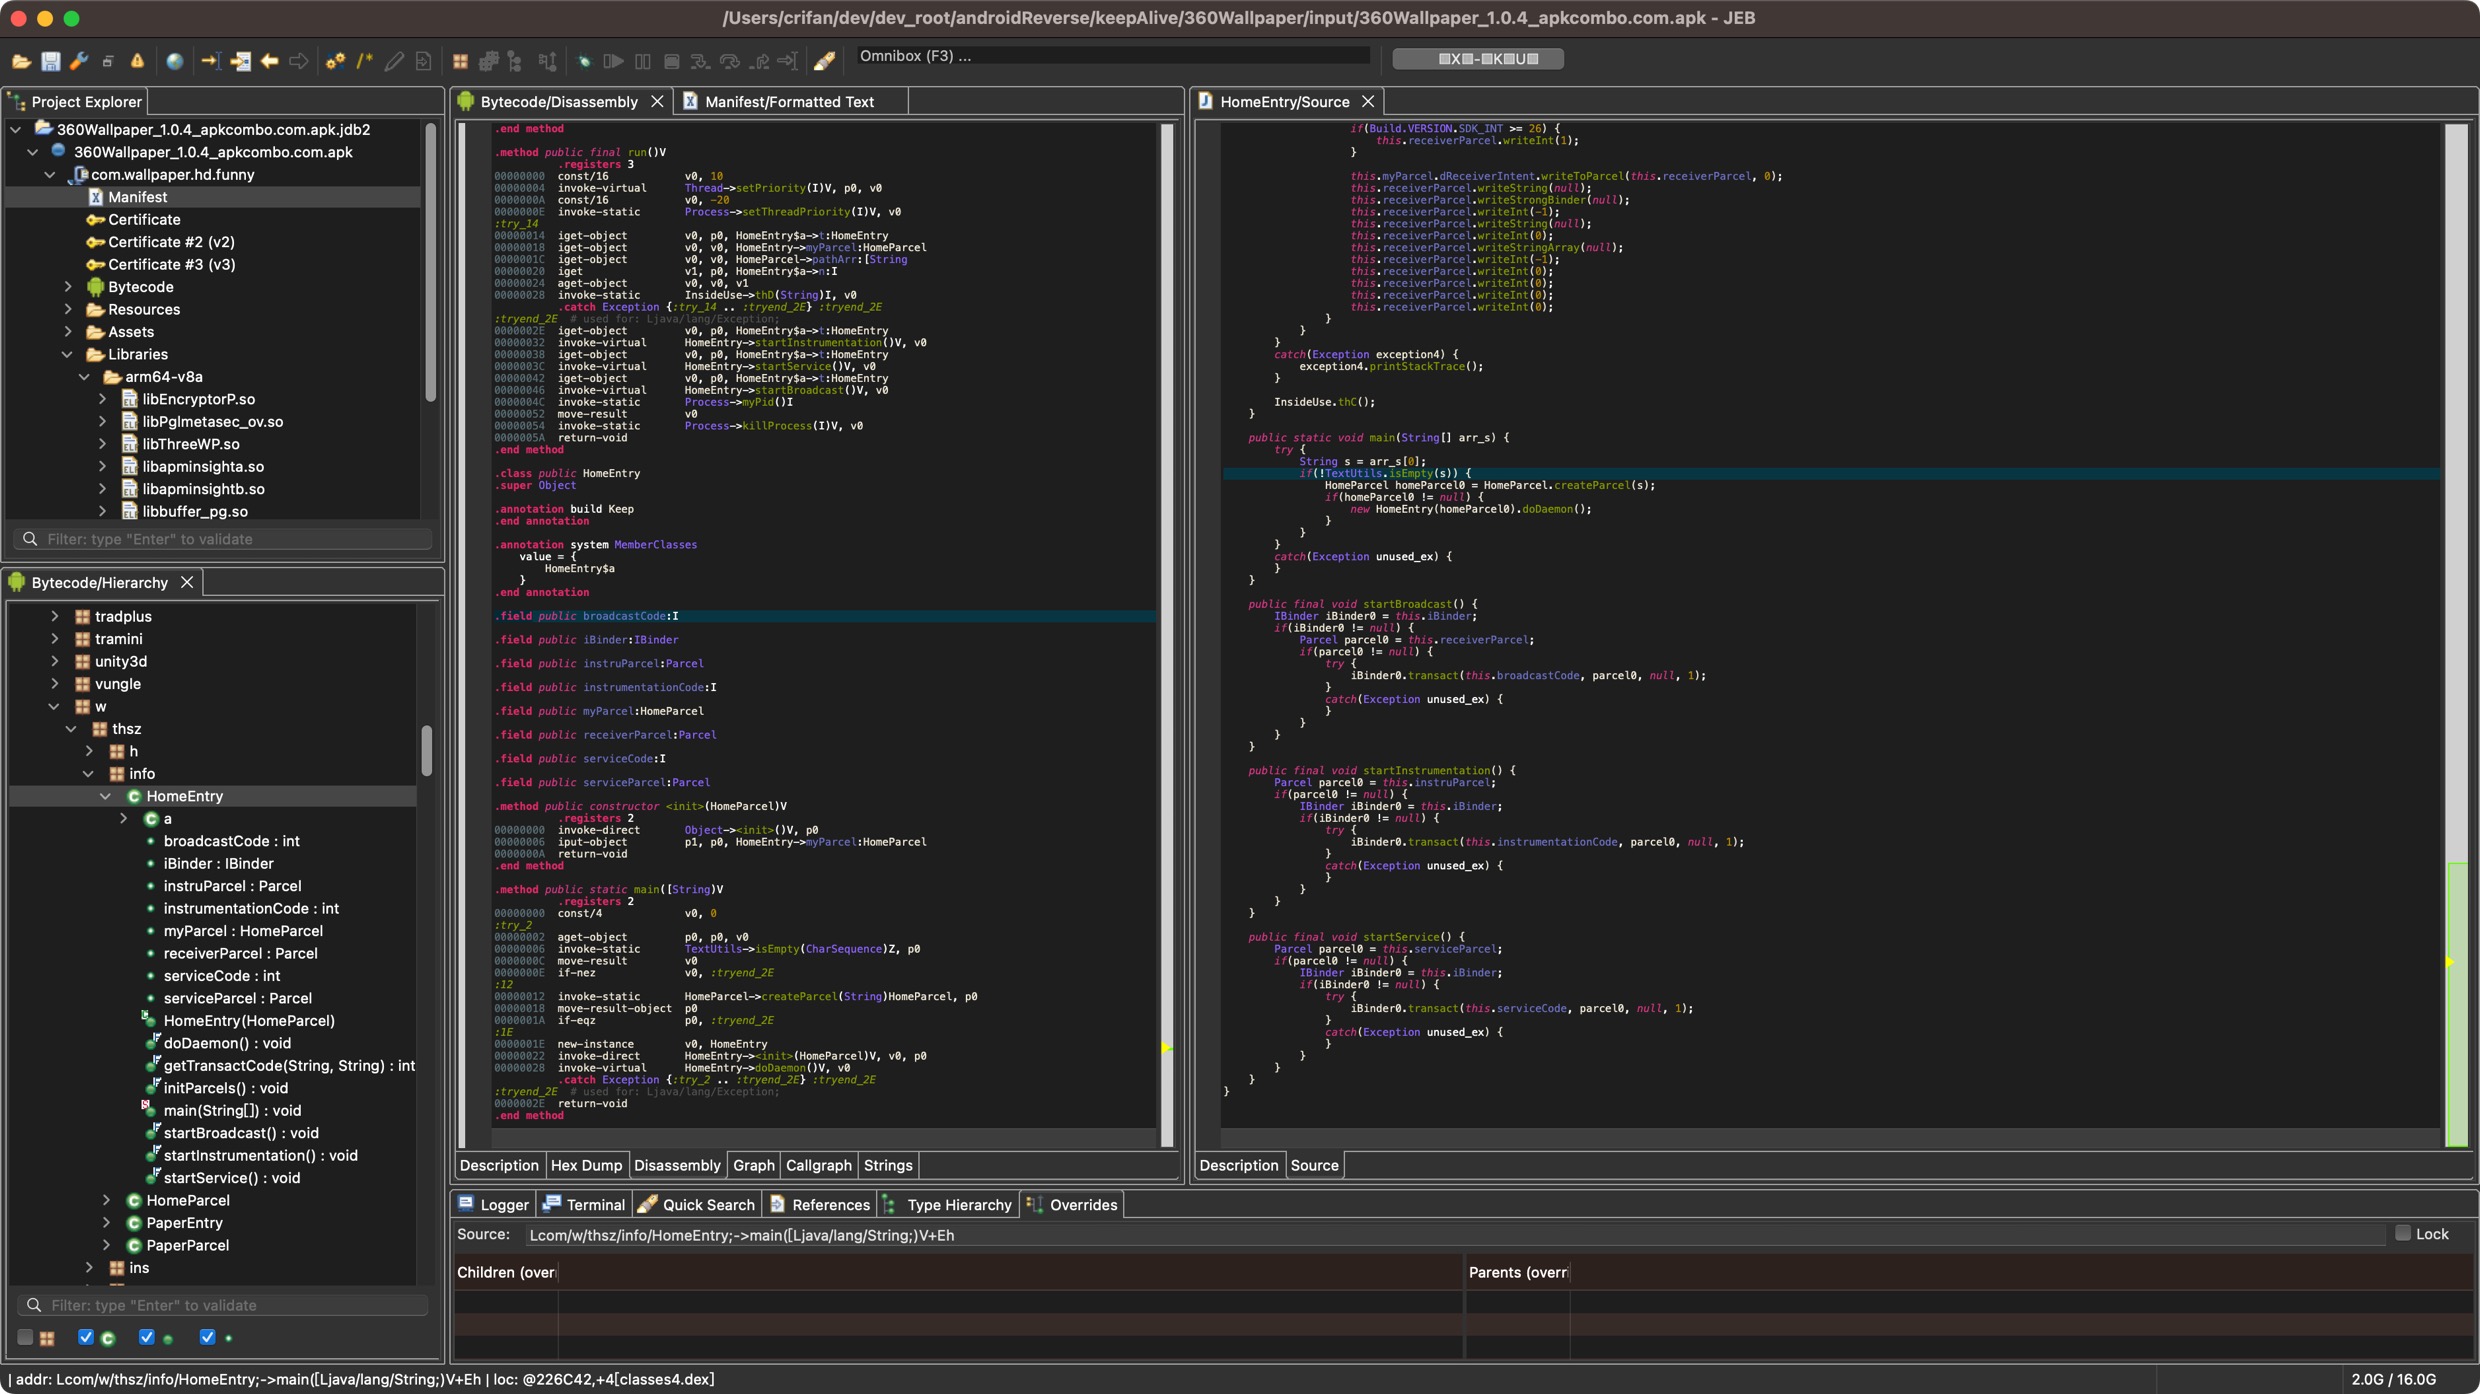 /Users/crifan/dev/dev_root/androidReverse/keepAlive/360Wallpaper/input/360Wallpaper_1.0.4_apkcombo.com.apk - JEB
Omnibox (F3) ...
Project Explorer
360Wallpaper_1.0.4_apkcombo.com.apk.jdb2
360Wallpaper_1.0.4_apkcombo.com.apk
com.wallpaper.hd.funny
Manifest
Certificate
Certificate #2 (v2)
Certificate #3 (v3)
Bytecode
Resources
Assets
Libraries
arm64-v8a
libEncryptorP.so
libPglmetasec_ov.so
libThreeWP.so
libapminsighta.so
libapminsightb.so
libbuffer_pg.so
Filter: type "Enter" to validate
Bytecode/Hierarchy
tradplus
tramini
unity3d
vungle
w
thsz
h
info
HomeEntry
a
broadcastCode : int
iBinder : IBinder
instruParcel : Parcel
instrumentationCode : int
myParcel : HomeParcel
receiverParcel : Parcel
serviceCode : int
serviceParcel : Parcel
HomeEntry(HomeParcel)
doDaemon() : void
getTransactCode(String, String) : int
initParcels() : void
main(String[]) : void
startBroadcast() : void
startInstrumentation() : void
startService() : void
HomeParcel
PaperEntry
PaperParcel
ins
Filter: type "Enter" to validate
Bytecode/Disassembly
Manifest/Formatted Text
.end method
.method public final run()V
.registers 3
00000000 const/16 v0, 10
00000004 invoke-virtual Thread->setPriority(I)V, p0, v0
0000000A const/16 v0, -20
0000000E invoke-static Process->setThreadPriority(I)V, v0
:try_14
00000014 iget-object v0, p0, HomeEntry$a->t:HomeEntry
00000018 iget-object v0, v0, HomeEntry->myParcel:HomeParcel
0000001C iget-object v0, v0, HomeParcel->pathArr:[String
00000020 iget v1, p0, HomeEntry$a->n:I
00000024 aget-object v0, v0, v1
00000028 invoke-static InsideUse->thD(String)I, v0
.catch Exception {:try_14 .. :tryend_2E} :tryend_2E
:tryend_2E # used for: Ljava/lang/Exception;
0000002E iget-object v0, p0, HomeEntry$a->t:HomeEntry
00000032 invoke-virtual HomeEntry->startInstrumentation()V, v0
00000038 iget-object v0, p0, HomeEntry$a->t:HomeEntry
0000003C invoke-virtual HomeEntry->startService()V, v0
00000042 iget-object v0, p0, HomeEntry$a->t:HomeEntry
00000046 invoke-virtual HomeEntry->startBroadcast()V, v0
0000004C invoke-static Process->myPid()I
00000052 move-result v0
00000054 invoke-static Process->killProcess(I)V, v0
0000005A return-void
.end method
.class public HomeEntry
.super Object
.annotation build Keep
.end annotation
.annotation system MemberClasses
value = {
HomeEntry$a
}
.end annotation
.field public broadcastCode:I
.field public iBinder:IBinder
.field public instruParcel:Parcel
.field public instrumentationCode:I
.field public myParcel:HomeParcel
.field public receiverParcel:Parcel
.field public serviceCode:I
.field public serviceParcel:Parcel
.method public constructor <init>(HomeParcel)V
.registers 2
00000000 invoke-direct Object-><init>()V, p0
00000006 iput-object p1, p0, HomeEntry->myParcel:HomeParcel
0000000A return-void
.end method
.method public static main([String)V
.registers 2
00000000 const/4 v0, 0
:try_2
00000002 aget-object p0, p0, v0
00000006 invoke-static TextUtils->isEmpty(CharSequence)Z, p0
0000000C move-result v0
0000000E if-nez v0, :tryend_2E
:12
00000012 invoke-static HomeParcel->createParcel(String)HomeParcel, p0
00000018 move-result-object p0
0000001A if-eqz p0, :tryend_2E
:1E
0000001E new-instance v0, HomeEntry
00000022 invoke-direct HomeEntry-><init>(HomeParcel)V, v0, p0
00000028 invoke-virtual HomeEntry->doDaemon()V, v0
.catch Exception {:try_2 .. :tryend_2E} :tryend_2E
:tryend_2E # used for: Ljava/lang/Exception;
0000002E return-void
.end method
Description Hex Dump Disassembly Graph Callgraph Strings
HomeEntry/Source
if(Build.VERSION.SDK_INT >= 26) {
this.receiverParcel.writeInt(1);
}
this.myParcel.dReceiverIntent.writeToParcel(this.receiverParcel, 0);
this.receiverParcel.writeString(null);
this.receiverParcel.writeStrongBinder(null);
this.receiverParcel.writeInt(-1);
this.receiverParcel.writeString(null);
this.receiverParcel.writeInt(0);
this.receiverParcel.writeStringArray(null);
this.receiverParcel.writeInt(-1);
this.receiverParcel.writeInt(0);
this.receiverParcel.writeInt(0);
this.receiverParcel.writeInt(0);
this.receiverParcel.writeInt(0);
}
}
}
catch(Exception exception4) {
exception4.printStackTrace();
}
InsideUse.thC();
}
public static void main(String[] arr_s) {
try {
String s = arr_s[0];
if(!TextUtils.isEmpty(s)) {
HomeParcel homeParcel0 = HomeParcel.createParcel(s);
if(homeParcel0 != null) {
new HomeEntry(homeParcel0).doDaemon();
}
}
}
catch(Exception unused_ex) {
}
}
public final void startBroadcast() {
IBinder iBinder0 = this.iBinder;
if(iBinder0 != null) {
Parcel parcel0 = this.receiverParcel;
if(parcel0 != null) {
try {
iBinder0.transact(this.broadcastCode, parcel0, null, 1);
}
catch(Exception unused_ex) {
}
}
}
}
public final void startInstrumentation() {
Parcel parcel0 = this.instruParcel;
if(parcel0 != null) {
IBinder iBinder0 = this.iBinder;
if(iBinder0 != null) {
try {
iBinder0.transact(this.instrumentationCode, parcel0, null, 1);
}
catch(Exception unused_ex) {
}
}
}
}
public final void startService() {
Parcel parcel0 = this.serviceParcel;
if(parcel0 != null) {
IBinder iBinder0 = this.iBinder;
if(iBinder0 != null) {
try {
iBinder0.transact(this.serviceCode, parcel0, null, 1);
}
catch(Exception unused_ex) {
}
}
}
}
}
Description Source
Logger Terminal Quick Search References Type Hierarchy Overrides
Source: Lcom/w/thsz/info/HomeEntry;->main([Ljava/lang/String;)V+Eh Lock
Children (overri Parents (overri
| addr: Lcom/w/thsz/info/HomeEntry;->main([Ljava/lang/String;)V+Eh | loc: @226C42,+4[classes4.dex] 2.0G / 16.0G